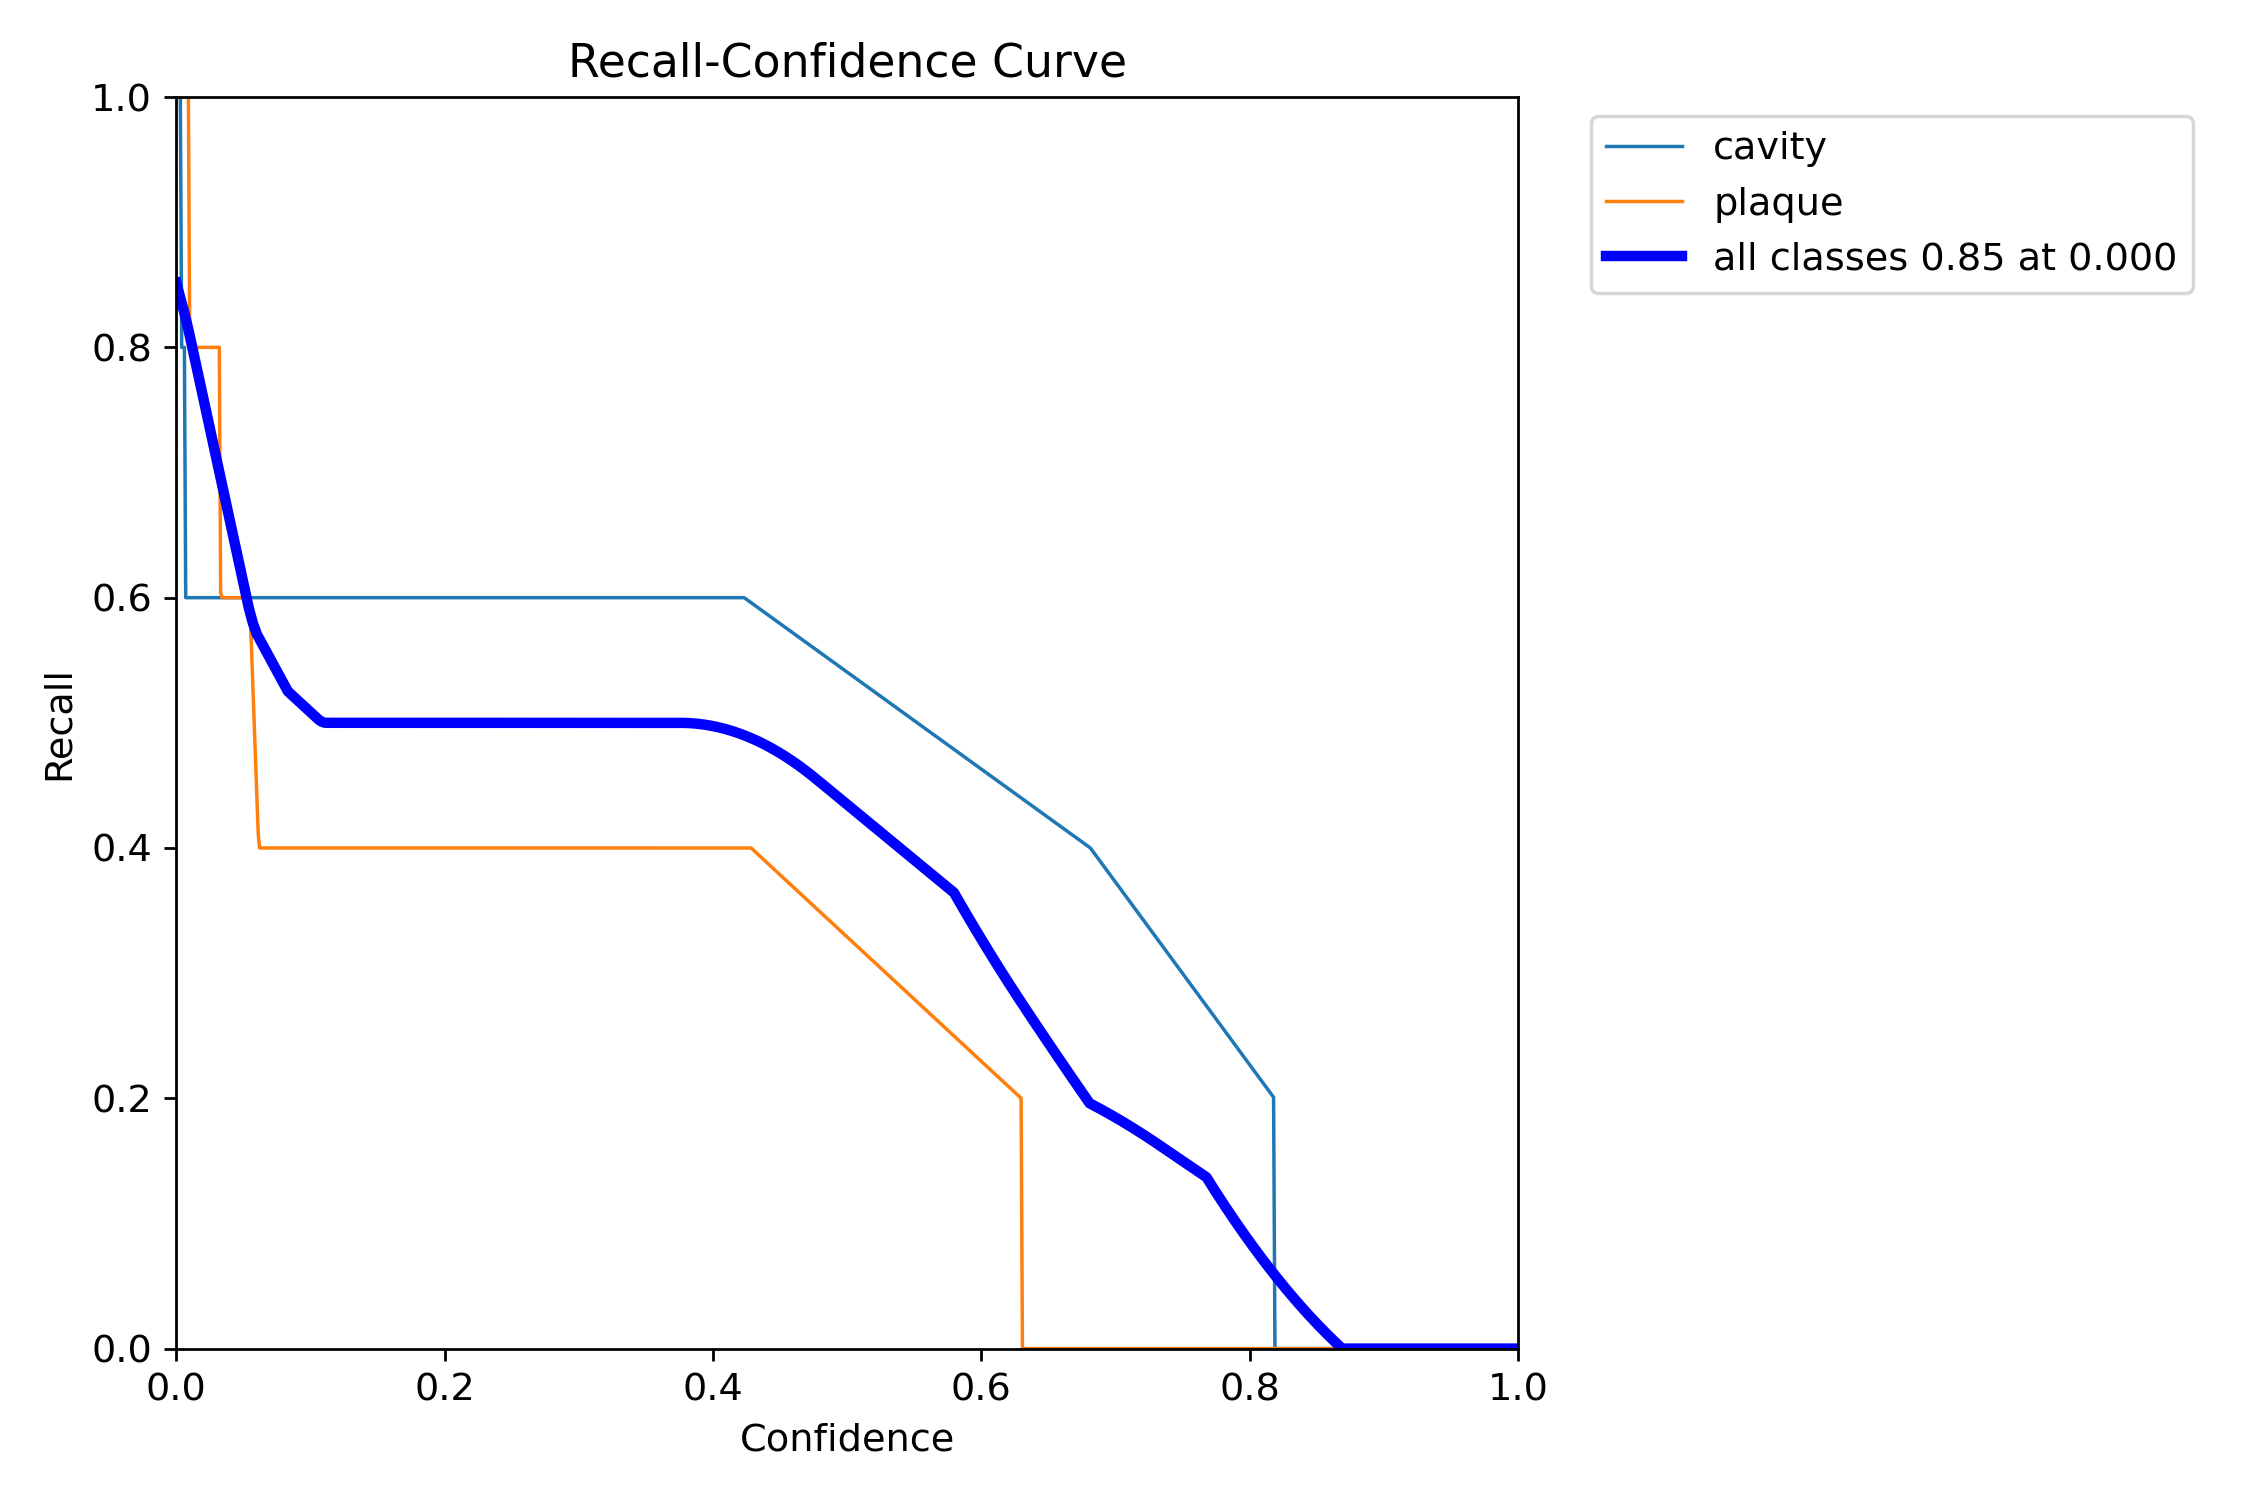 Recall-Confidence Curve
1.0
0.8
0.6
0.4
0.2
0.0
Recall
0.0 0.2 0.4 0.6 0.8 1.0
Confidence
cavity
plaque
all classes 0.85 at 0.000